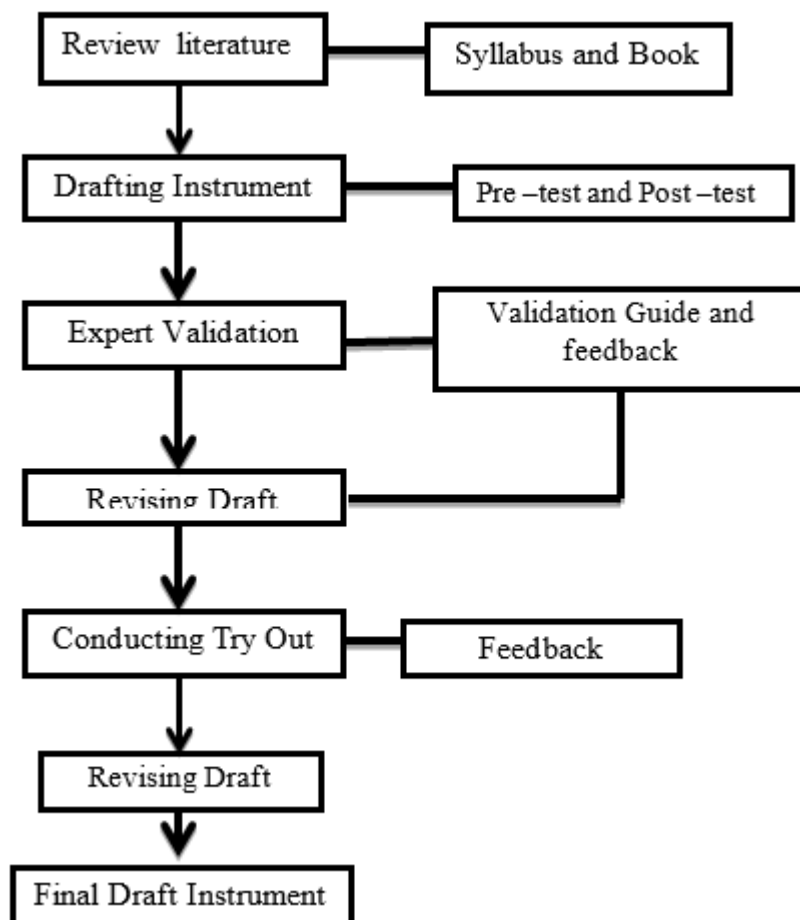 Review literature
Syllabus and Book
Drafting Instrument
Pre –test and Post –test
Expert Validation
Validation Guide and
feedback
Revising Draft
Conducting Try Out
Feedback
Revising Draft
Final Draft Instrument